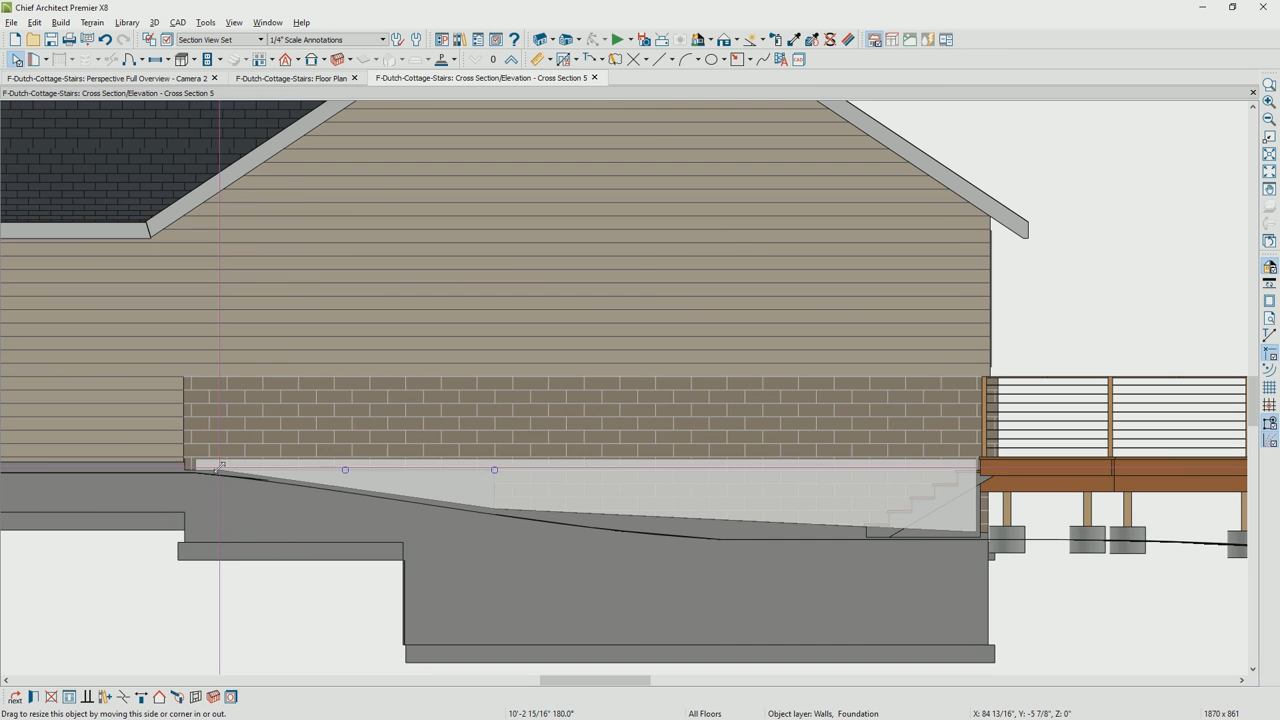 Chief Architect Premier X8
File Edit Build Terrain Library 3D CAD Tools View Window Help
Section View Set 1/4" Scale Annotations
0
F-Dutch-Cottage-Stairs: Perspective Full Overview - Camera 2 F-Dutch-Cottage-Stairs: Floor Plan F-Dutch-Cottage-Stairs: Cross Section/Elevation - Cross Section 5
F-Dutch-Cottage-Stairs: Cross Section/Elevation - Cross Section 5
next
Drag to resize this object by moving this side or corner in or out. 10'-2 15/16" 180.0° All Floors Object layer: Walls, Foundation X: 84 13/16", Y: -5 7/8", Z: 0" 1870 x 861